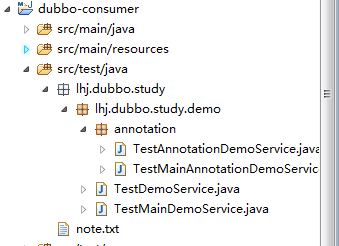 dubbo-consumer
src/main/java
src/main/resources
src/test/java
lhj.dubbo.study
lhj.dubbo.study.demo
annotation
TestAnnotationDemoService.java
TestMainAnnotationDemoServic
TestDemoService.java
TestMainDemoService.java
note.txt